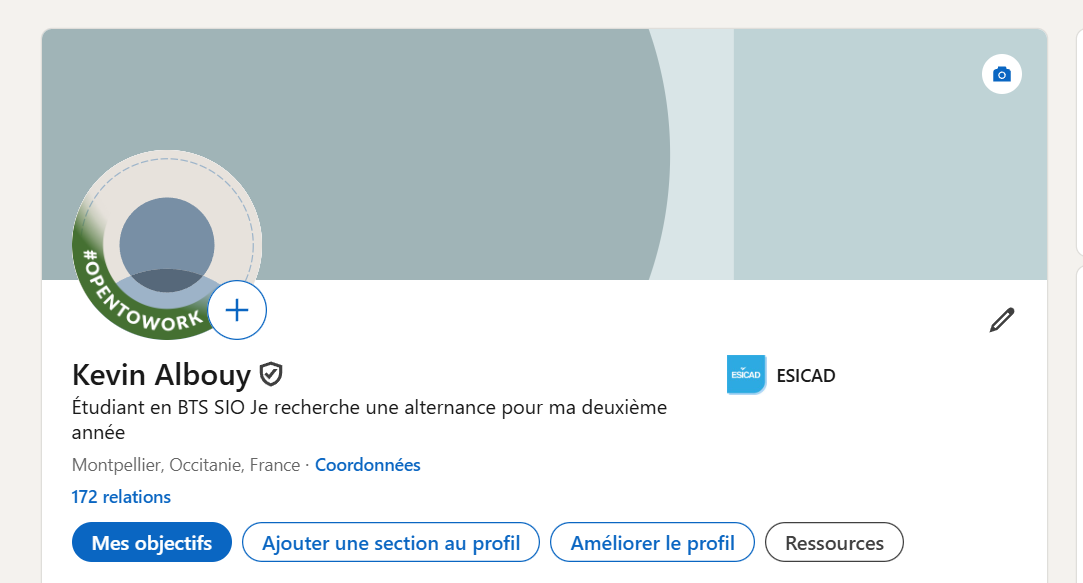 #OPENTOWORK
Kevin Albouy
ESICAD
ESICAD
Étudiant en BTS SIO Je recherche une alternance pour ma deuxième
année
Montpellier, Occitanie, France · Coordonnées
172 relations
Mes objectifs
Ajouter une section au profil
Améliorer le profil
Ressources